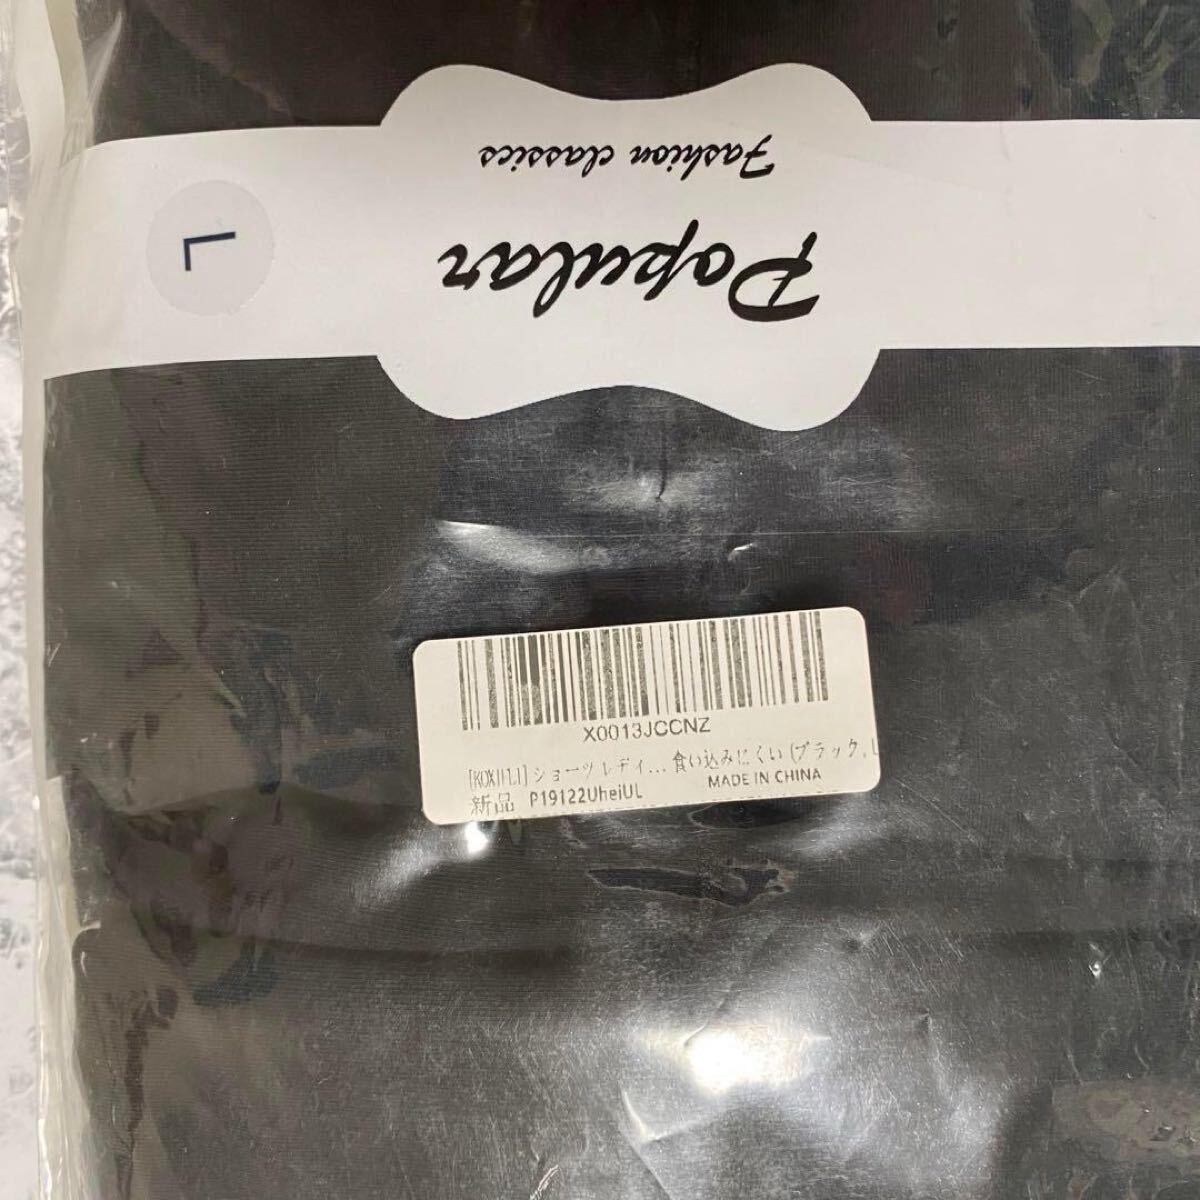 Popular
Fashion classics
L
X0013JCCNZ
ショーツ レディ... 食い込みにくい (ブラック, L
新品 P19122UheiUL MADE IN CHINA